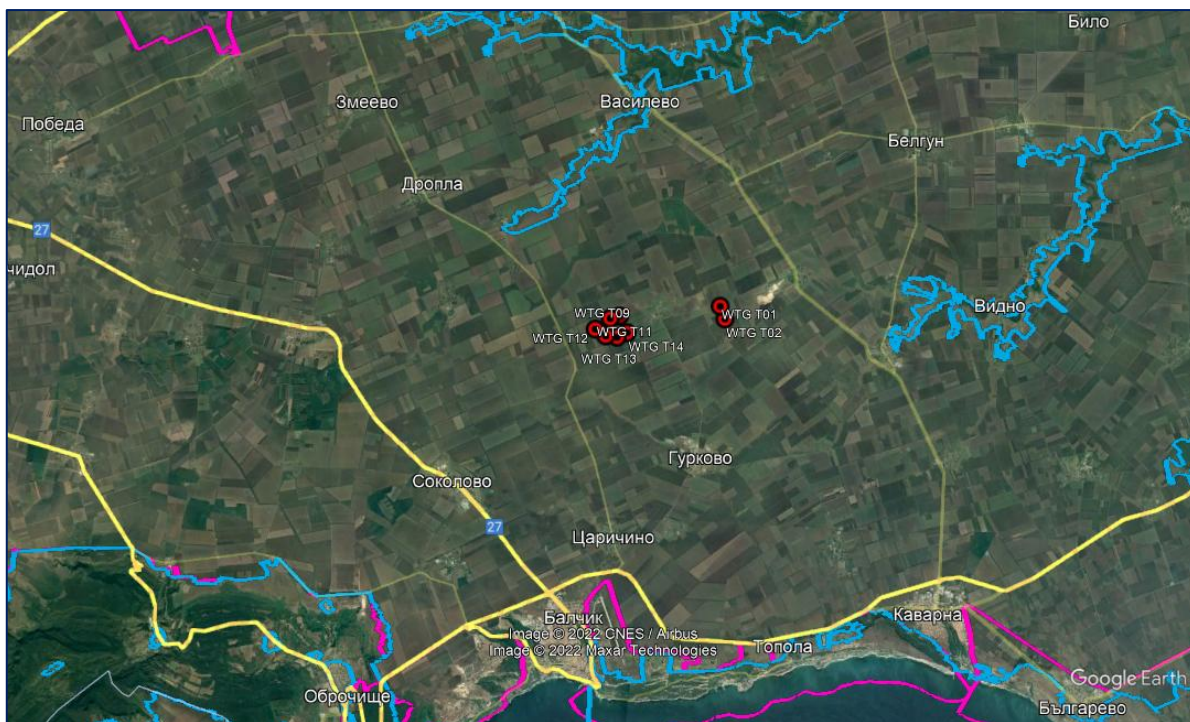 Било
Змеево
Василево
Победа
Белгун
Дропла
27
чидол
Видно
WTG T09
WTG T01
WTG T11
WTG T02
WTG T12
WTG T14
WTG T13
Гурково
Соколово
27
Царичино
Балчик
Каварна
Image © 2022 CNES / Airbus
Image © 2022 Maxar Technologies
Топола
Google Earth
Оброчище
Българево